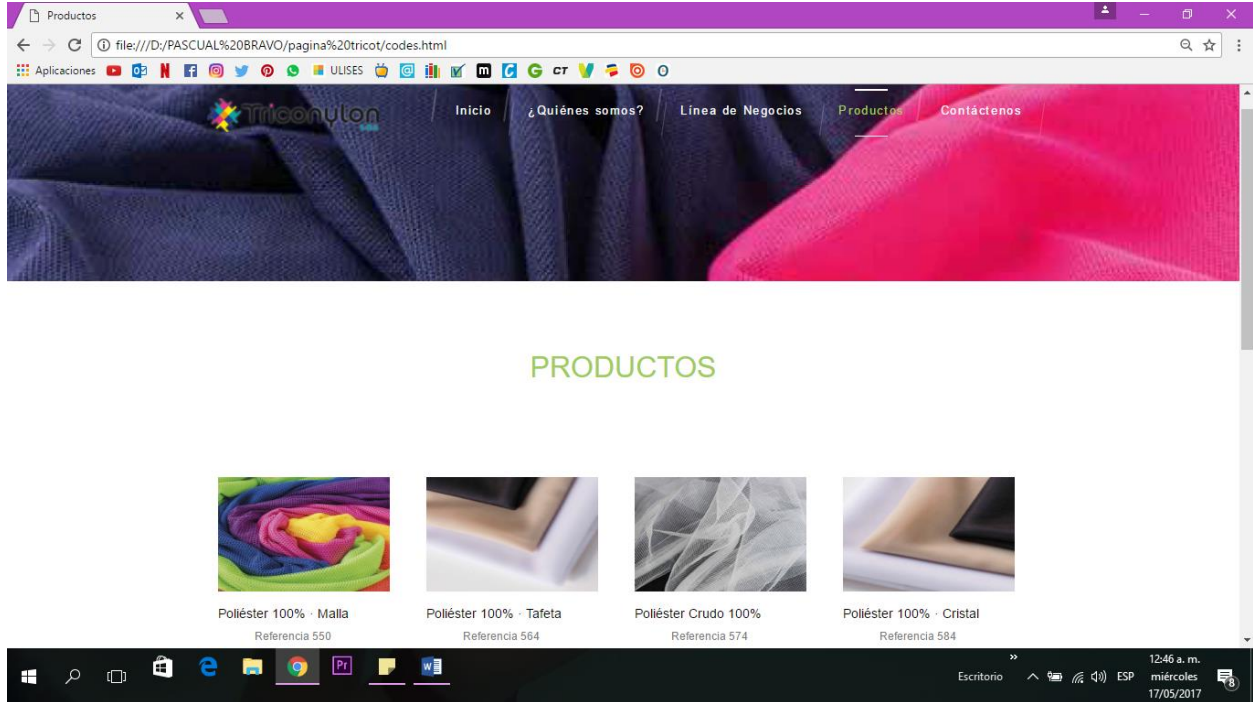 Productos
file:///D:/PASCUAL%20BRAVO/pagina%20tricot/codes.html
Aplicaciones ULISES
Triconylon
SAS
Inicio ¿Quiénes somos? Línea de Negocios Productos Contáctenos
PRODUCTOS
Poliéster 100% · Malla Poliéster 100% · Tafeta Poliéster Crudo 100% Poliéster 100% · Cristal
Referencia 550 Referencia 564 Referencia 574 Referencia 584
12:46 a. m.
Escritorio ESP miércoles
17/05/2017